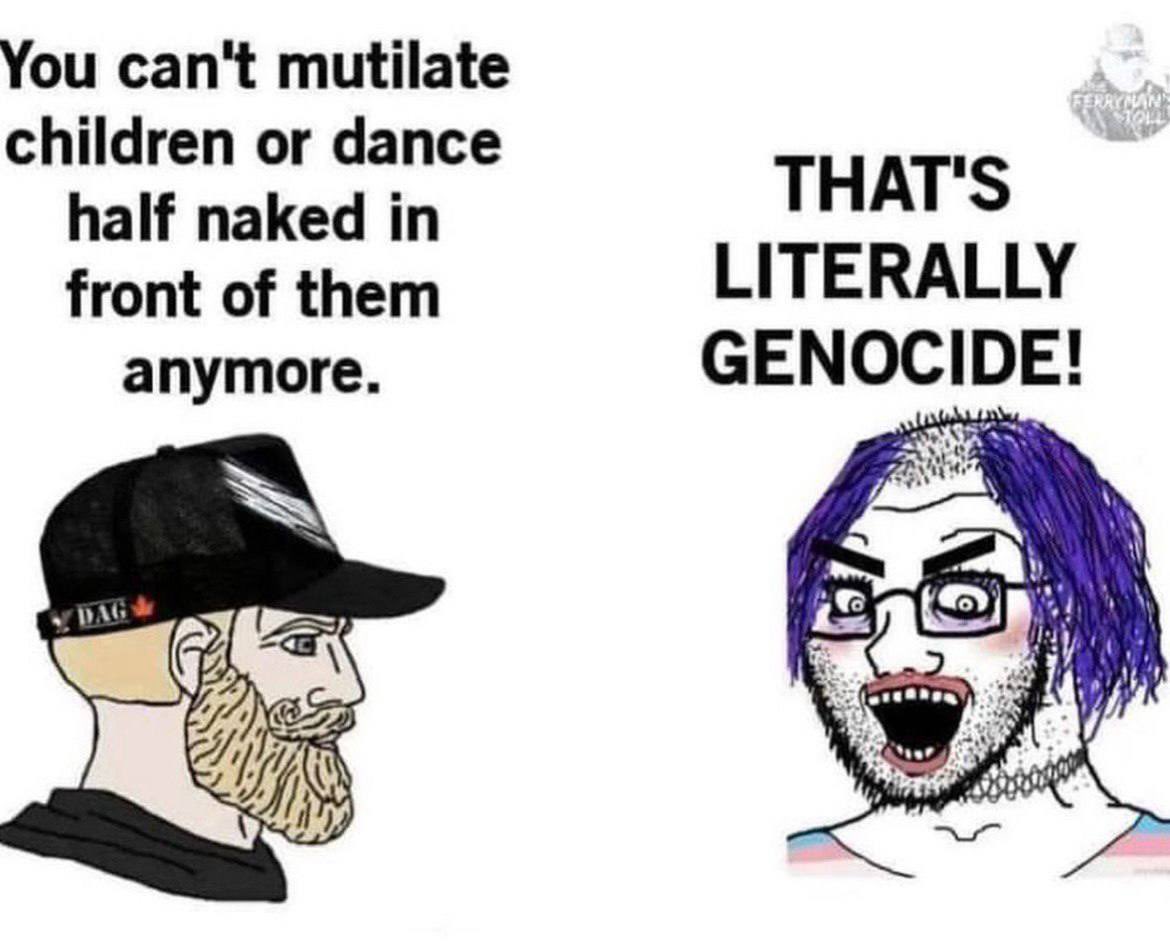 You can't mutilate
children or dance
half naked in
front of them
anymore.
THE
FERRYMAN'S
TOLL
THAT'S
LITERALLY
GENOCIDE!
DAG